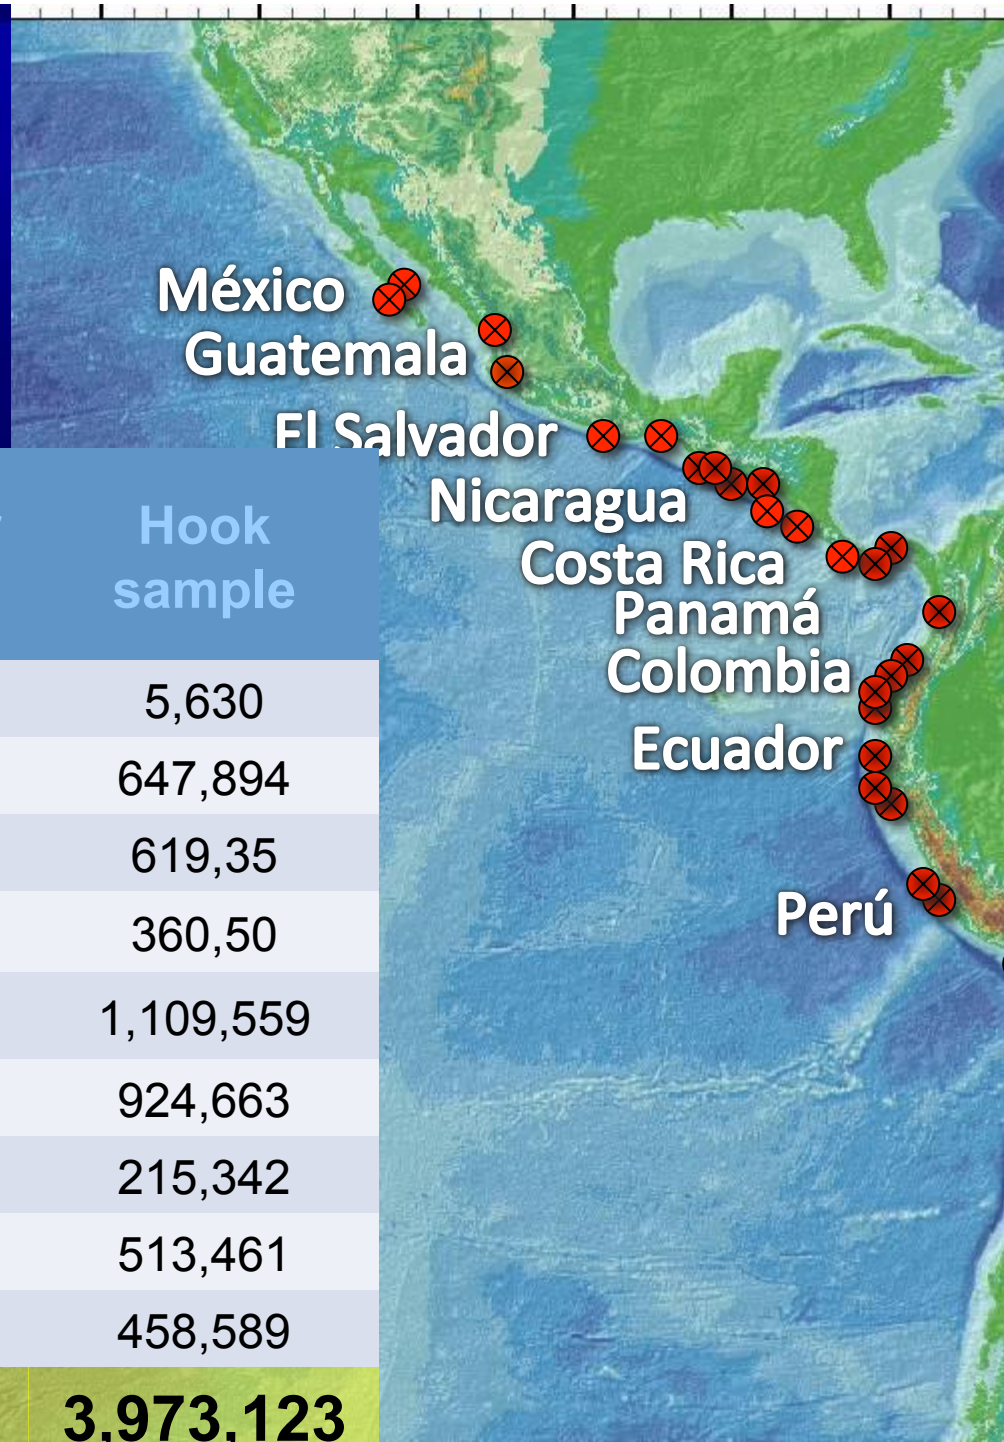 México
Guatemala
El Salvador
Nicaragua
Costa Rica
Panamá
Colombia
Ecuador
Perú
Hook
sample
5,630
647,894
619,35
360,50
1,109,559
924,663
215,342
513,461
458,589
3,973,123